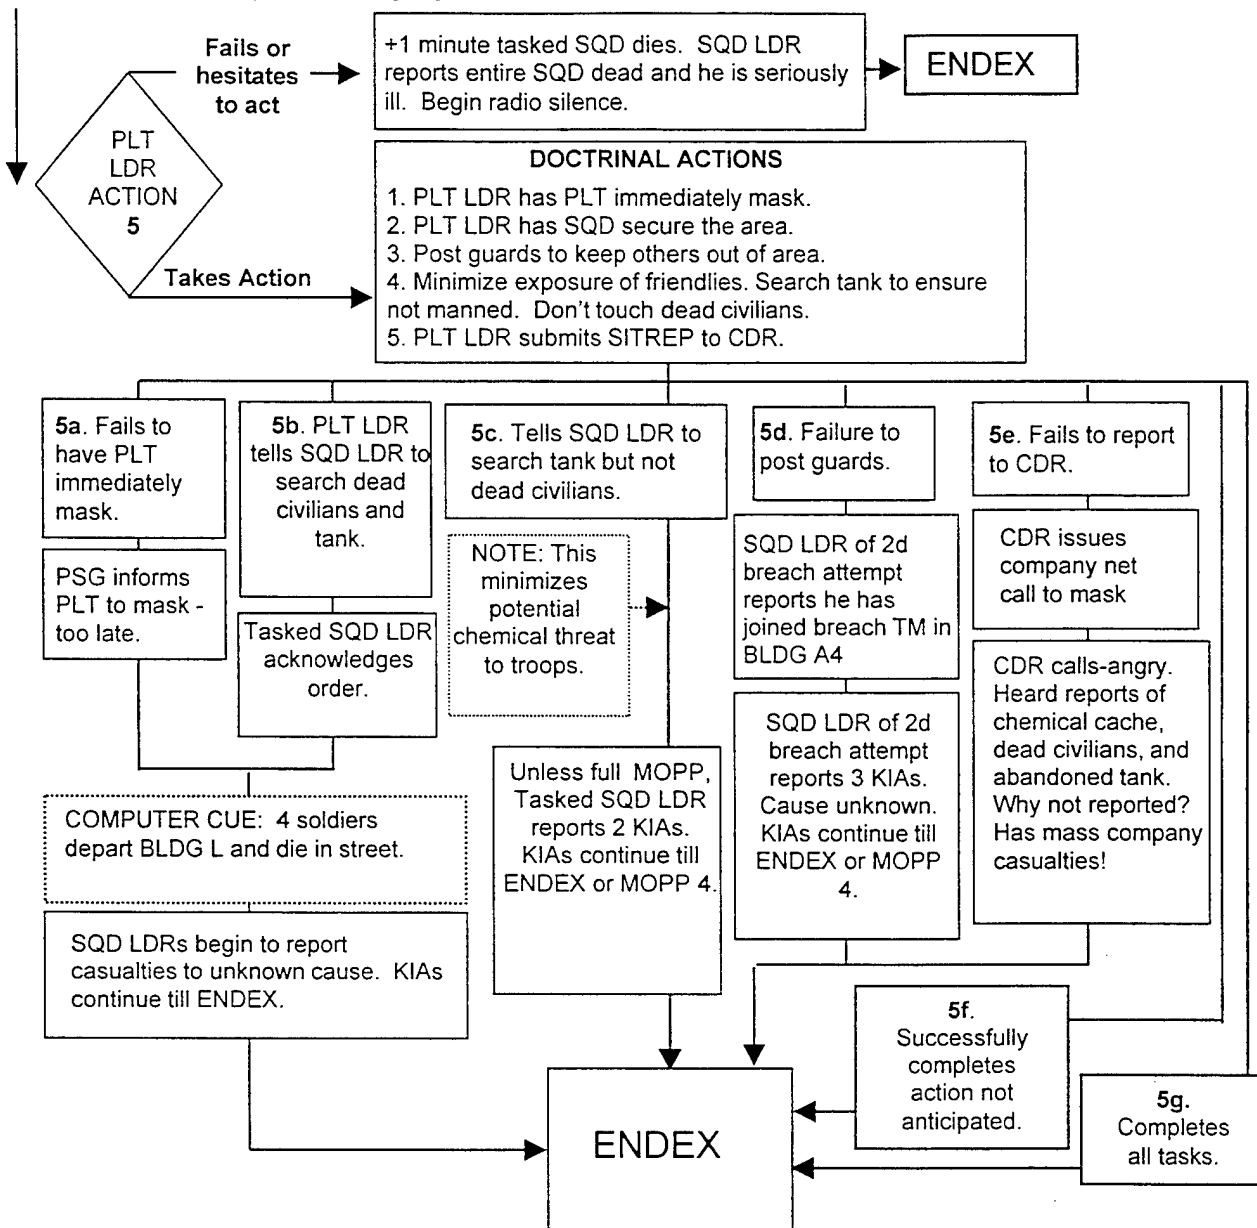 Fails or
hesitates
to act
+1 minute tasked SQD dies. SQD LDR
reports entire SQD dead and he is seriously
ill. Begin radio silence.
ENDEX
PLT
LDR
ACTION
5
Takes Action
DOCTRINAL ACTIONS
1. PLT LDR has PLT immediately mask.
2. PLT LDR has SQD secure the area.
3. Post guards to keep others out of area.
4. Minimize exposure of friendlies. Search tank to ensure
not manned. Don't touch dead civilians.
5. PLT LDR submits SITREP to CDR.
5a. Fails to
have PLT
immediately
mask.
PSG informs
PLT to mask -
too late.
5b. PLT LDR
tells SQD LDR to
search dead
civilians and
tank.
Tasked SQD LDR
acknowledges
order.
COMPUTER CUE: 4 soldiers
depart BLDG L and die in street.
SQD LDRs begin to report
casualties to unknown cause. KIAs
continue till ENDEX.
5c. Tells SQD LDR to
search tank but not
dead civilians.
NOTE: This
minimizes
potential
chemical threat
to troops.
Unless full MOPP,
Tasked SQD LDR
reports 2 KIAs.
KIAs continue till
ENDEX or MOPP 4.
5d. Failure to
post guards.
SQD LDR of 2d
breach attempt
reports he has
joined breach TM in
BLDG A4
SQD LDR of 2d
breach attempt
reports 3 KIAs.
Cause unknown.
KIAs continue till
ENDEX or MOPP
4.
5e. Fails to report
to CDR.
CDR issues
company net
call to mask
CDR calls-angry.
Heard reports of
chemical cache,
dead civilians, and
abandoned tank.
Why not reported?
Has mass company
casualties!
5f.
Successfully
completes
action not
anticipated.
5g.
Completes
all tasks.
ENDEX